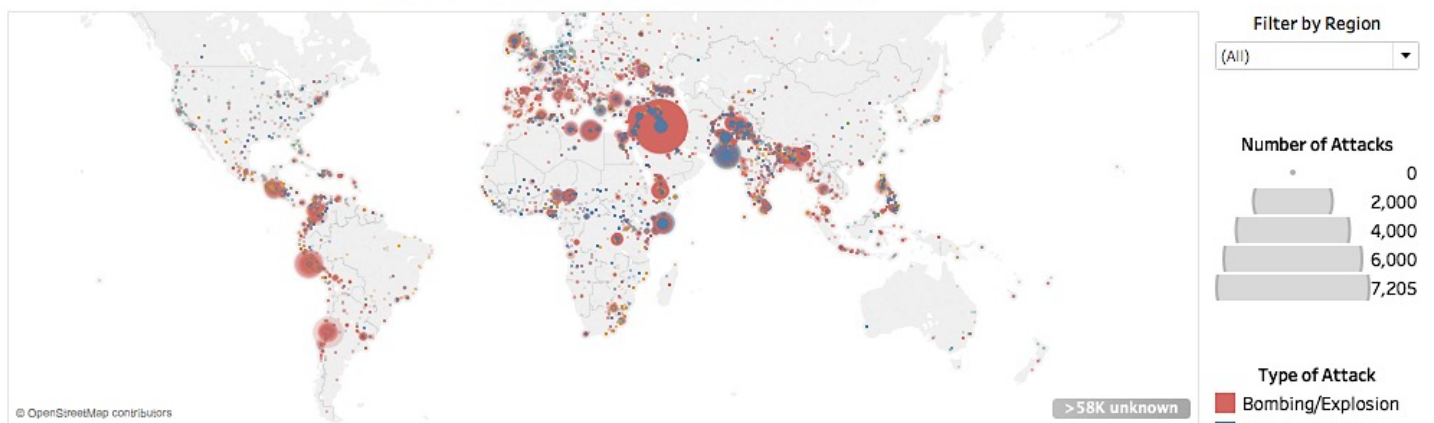 Filter by Region
(All)
Number of Attacks
0
2,000
4,000
6,000
7,205
Type of Attack
Bombing/Explosion
© OpenStreetMap contributors
>58K unknown